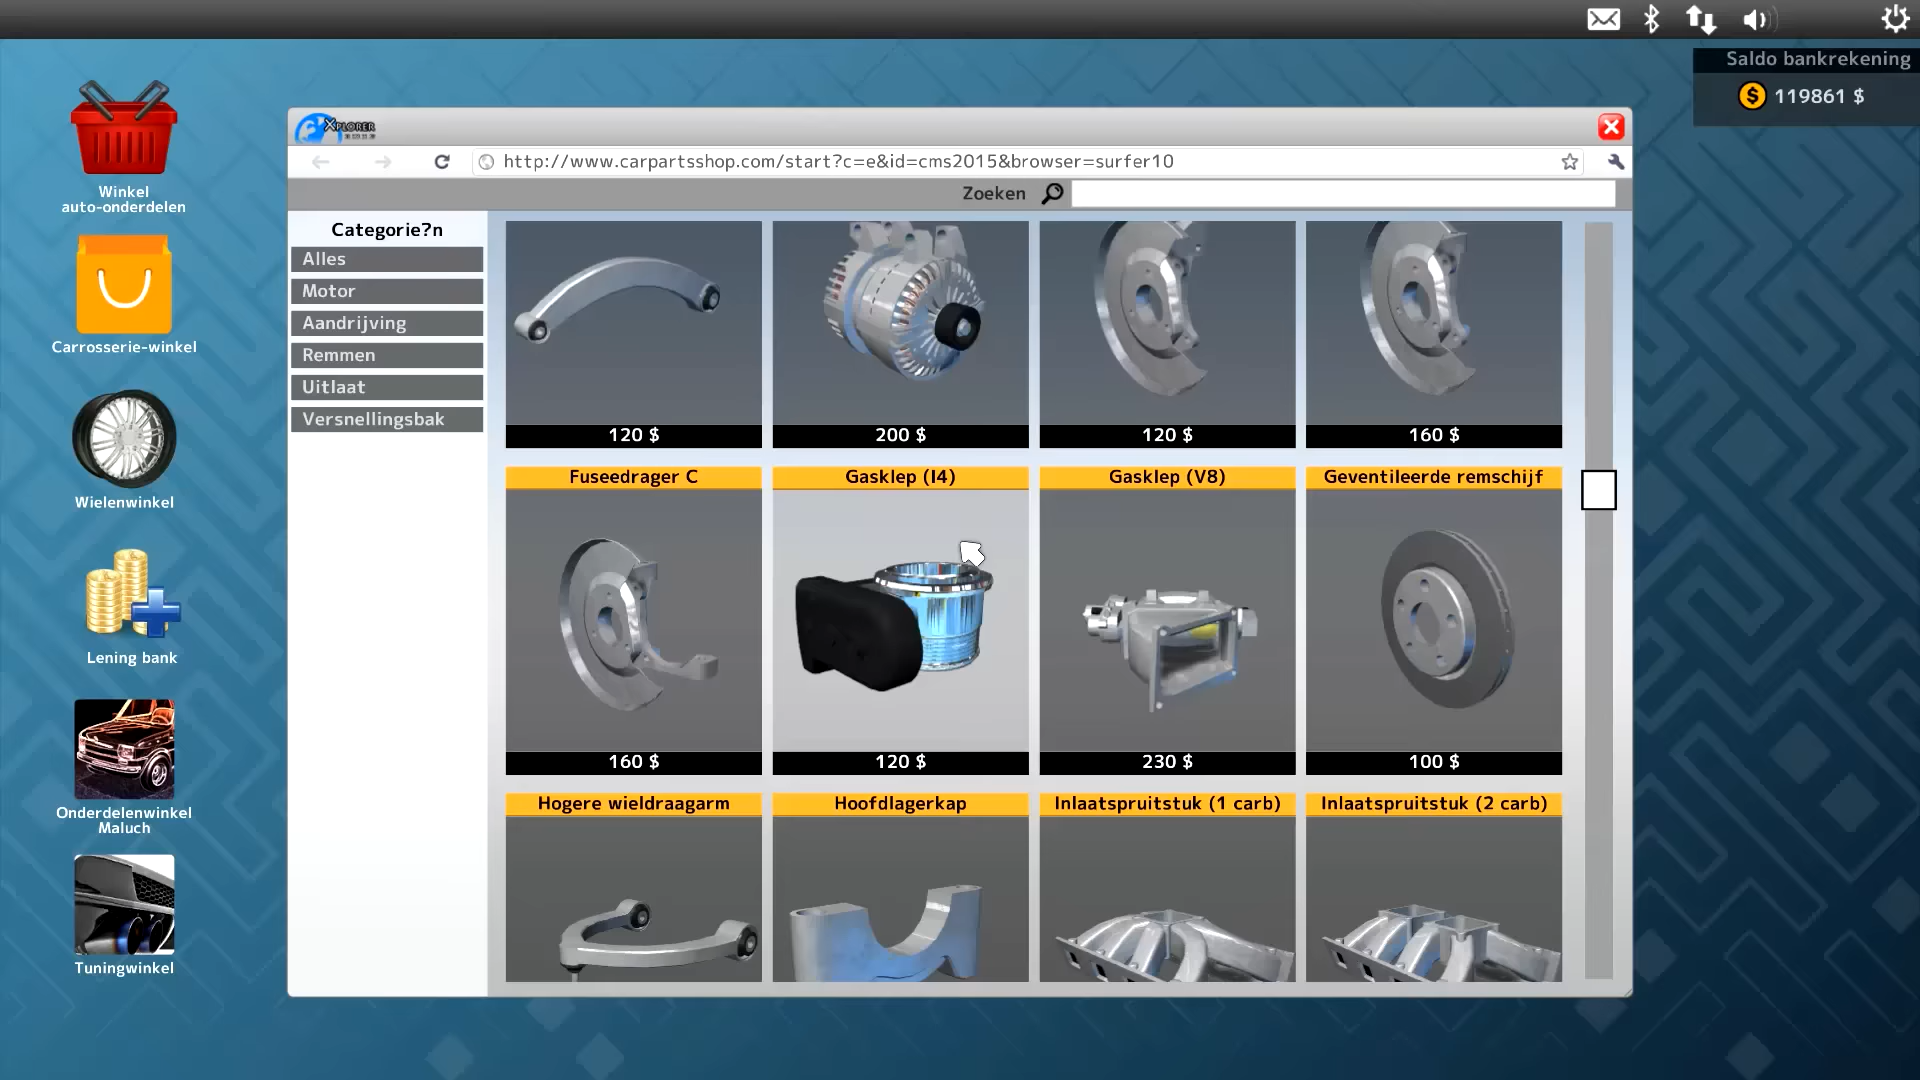 Saldo bankrekening
119861 $
XPLORER
http://www.carpartsshop.com/start?c=e&id=cms2015&browser=surfer10
Zoeken
Winkel
auto-onderdelen
Carrosserie-winkel
Wielenwinkel
Lening bank
Onderdelenwinkel
Maluch
Tuningwinkel
Categorie?n
Alles
Motor
Aandrijving
Remmen
Uitlaat
Versnellingsbak
120 $
200 $
120 $
160 $
Fuseedrager C
Gasklep (I4)
Gasklep (V8)
Geventileerde remschijf
160 $
120 $
230 $
100 $
Hogere wieldraagarm
Hoofdlagerkap
Inlaatspruitstuk (1 carb)
Inlaatspruitstuk (2 carb)